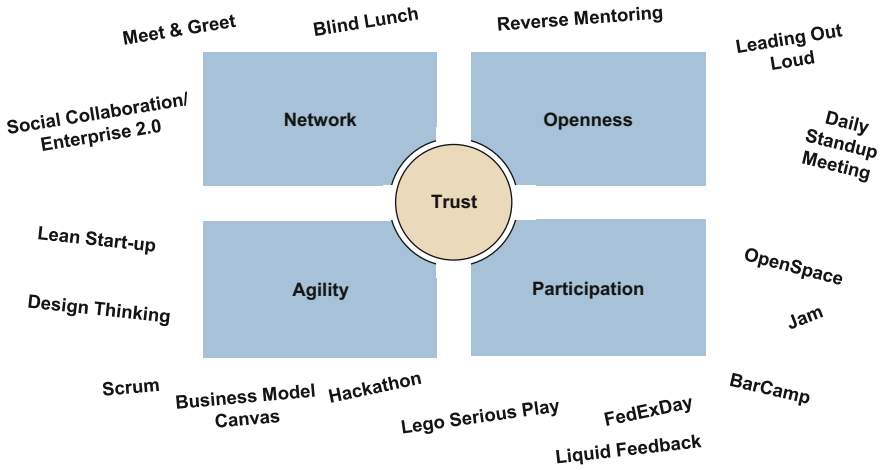 Meet & Greet
Blind Lunch
Reverse Mentoring
Leading Out
Loud
Social Collaboration/
Enterprise 2.0
Network
Openness
Daily
Standup
Meeting
Trust
Lean Start-up
Design Thinking
Agility
Participation
OpenSpace
Jam
Scrum
Business Model
Canvas
Hackathon
Lego Serious Play
FedExDay
Liquid Feedback
BarCamp